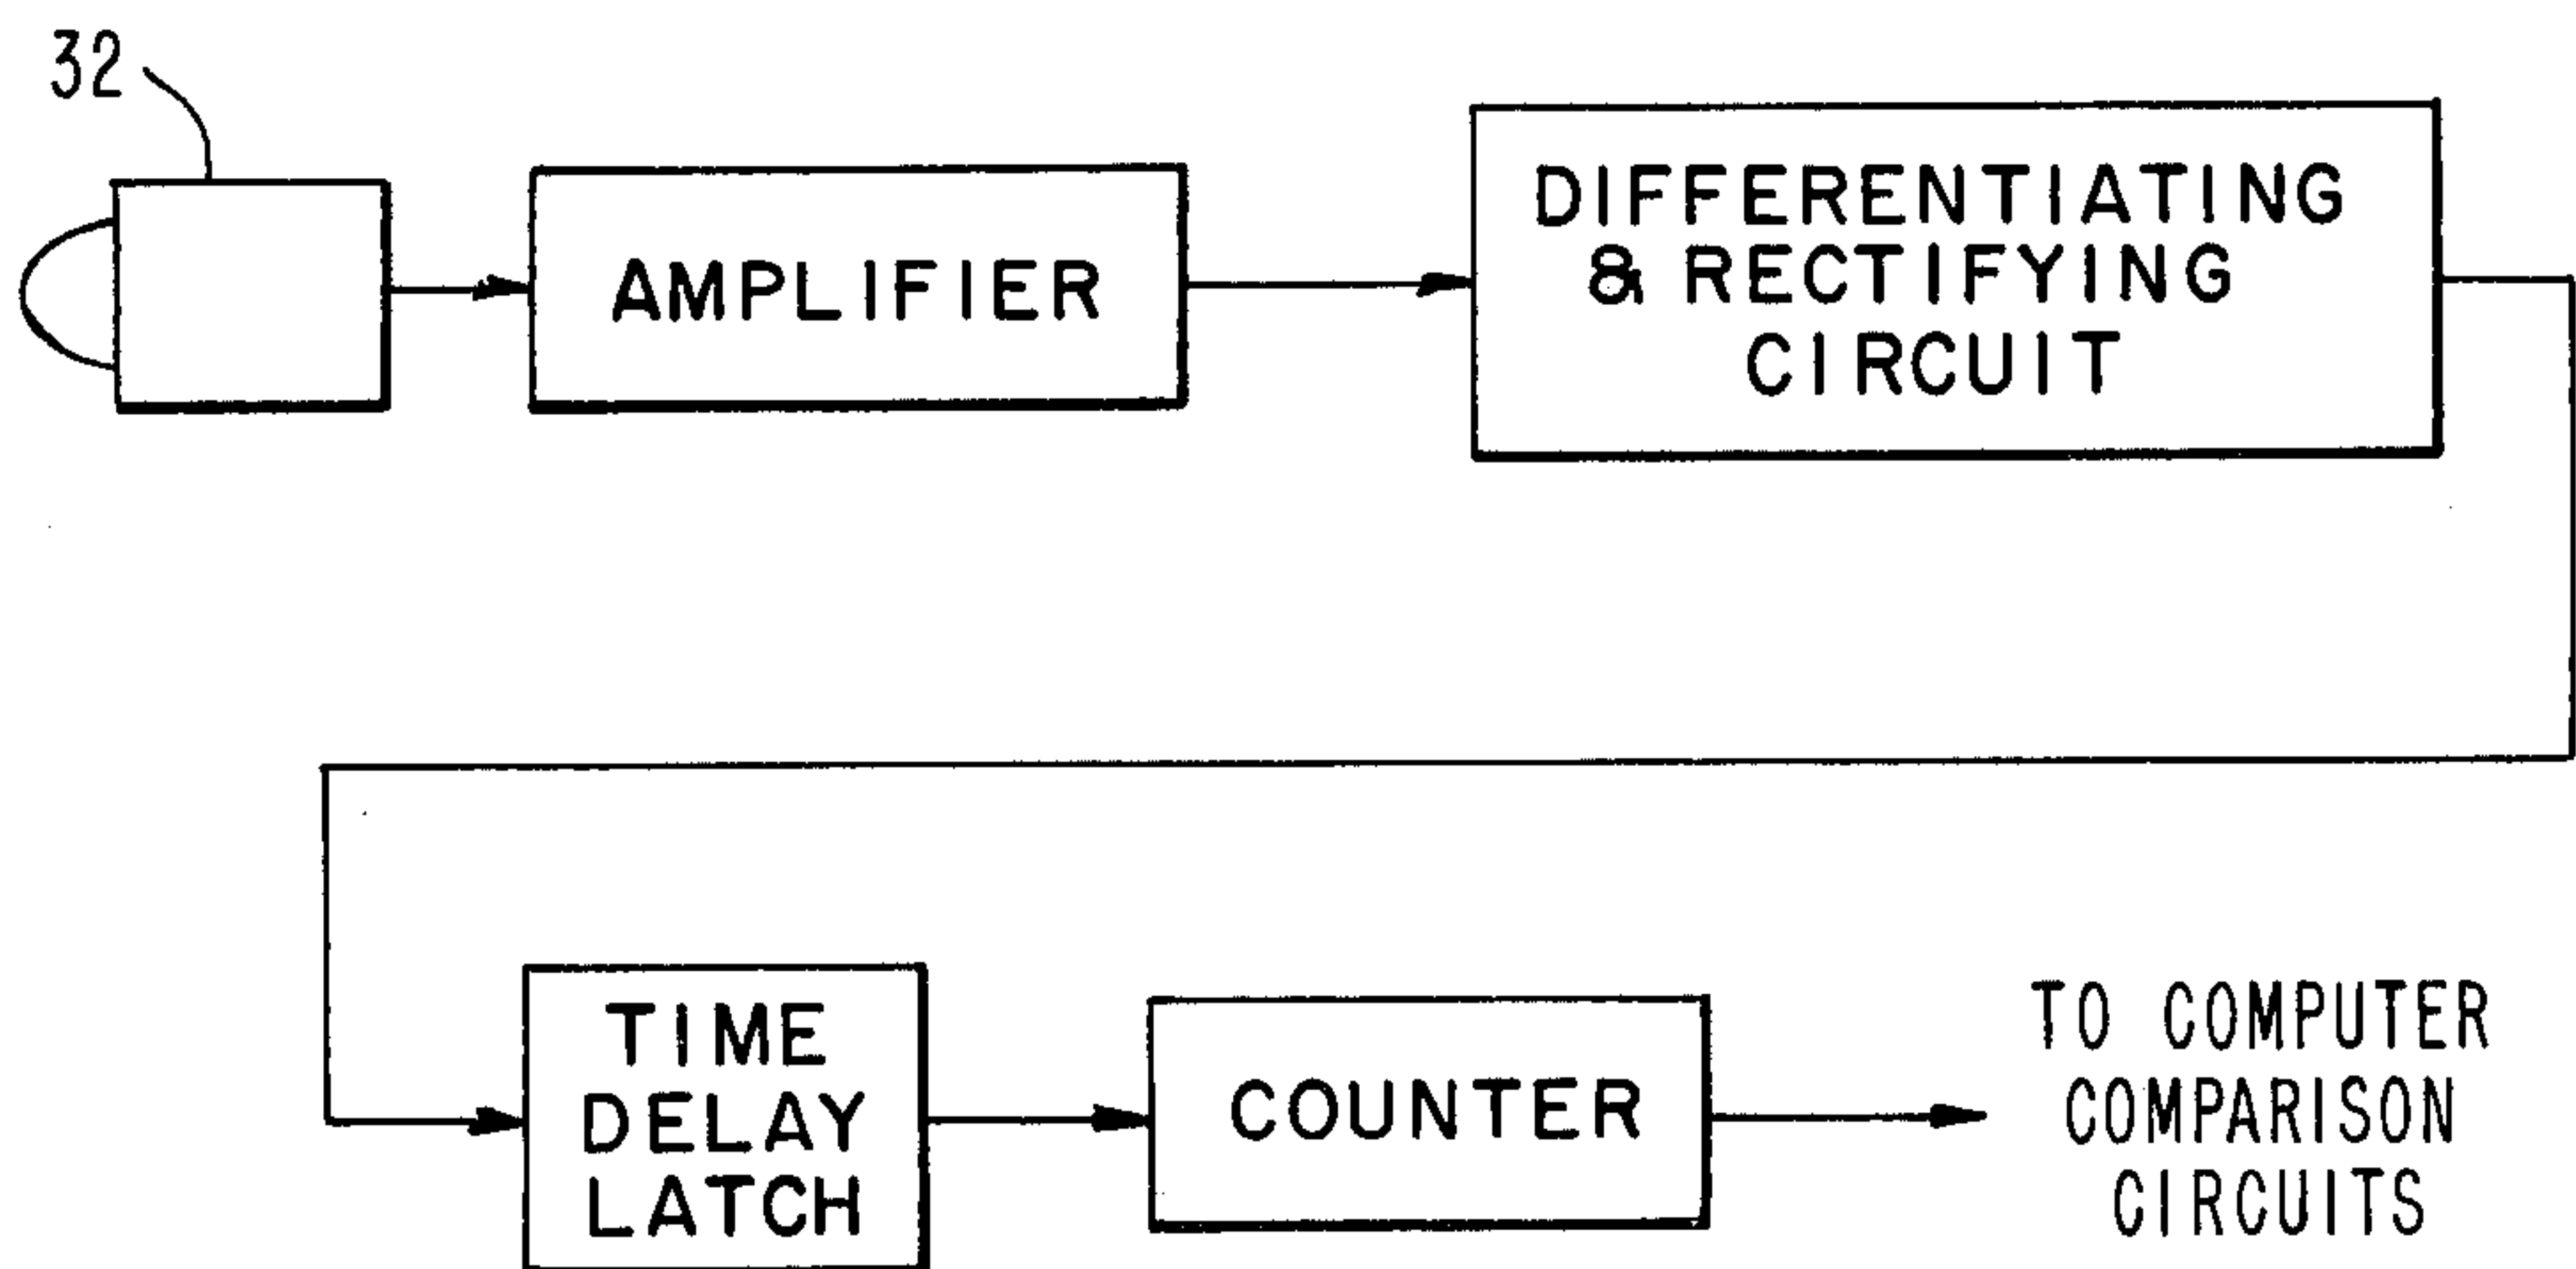 32
AMPLIFIER
DIFFERENTIATING
& RECTIFYING
CIRCUIT
TIME
DELAY
LATCH
COUNTER
TO COMPUTER
COMPARISON
CIRCUITS